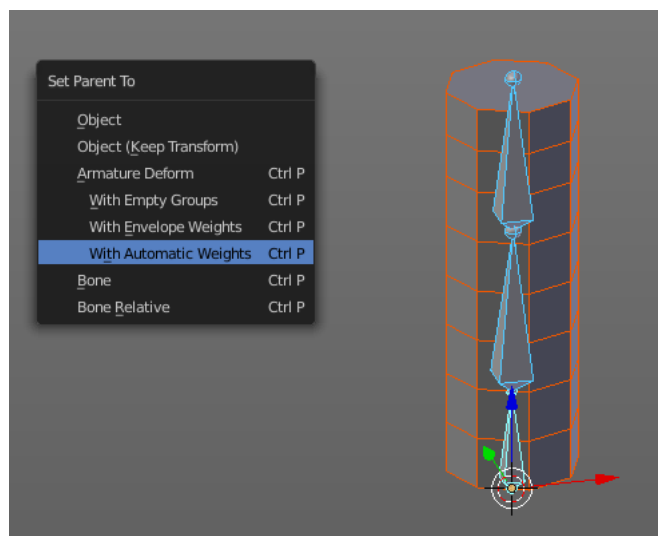 Set Parent To
Object
Object (Keep Transform)
Armature Deform Ctrl P
With Empty Groups Ctrl P
With Envelope Weights Ctrl P
With Automatic Weights Ctrl P
Bone Ctrl P
Bone Relative Ctrl P